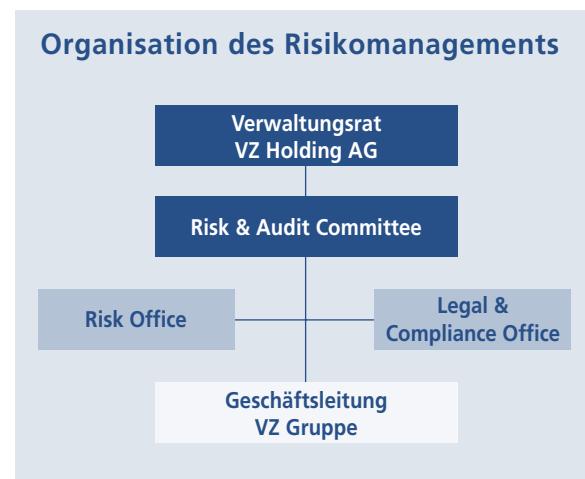 Organisation des Risikomanagements
Verwaltungsrat
VZ Holding AG
Risk & Audit Committee
Risk Office
Legal &
Compliance Office
Geschäftsleitung
VZ Gruppe